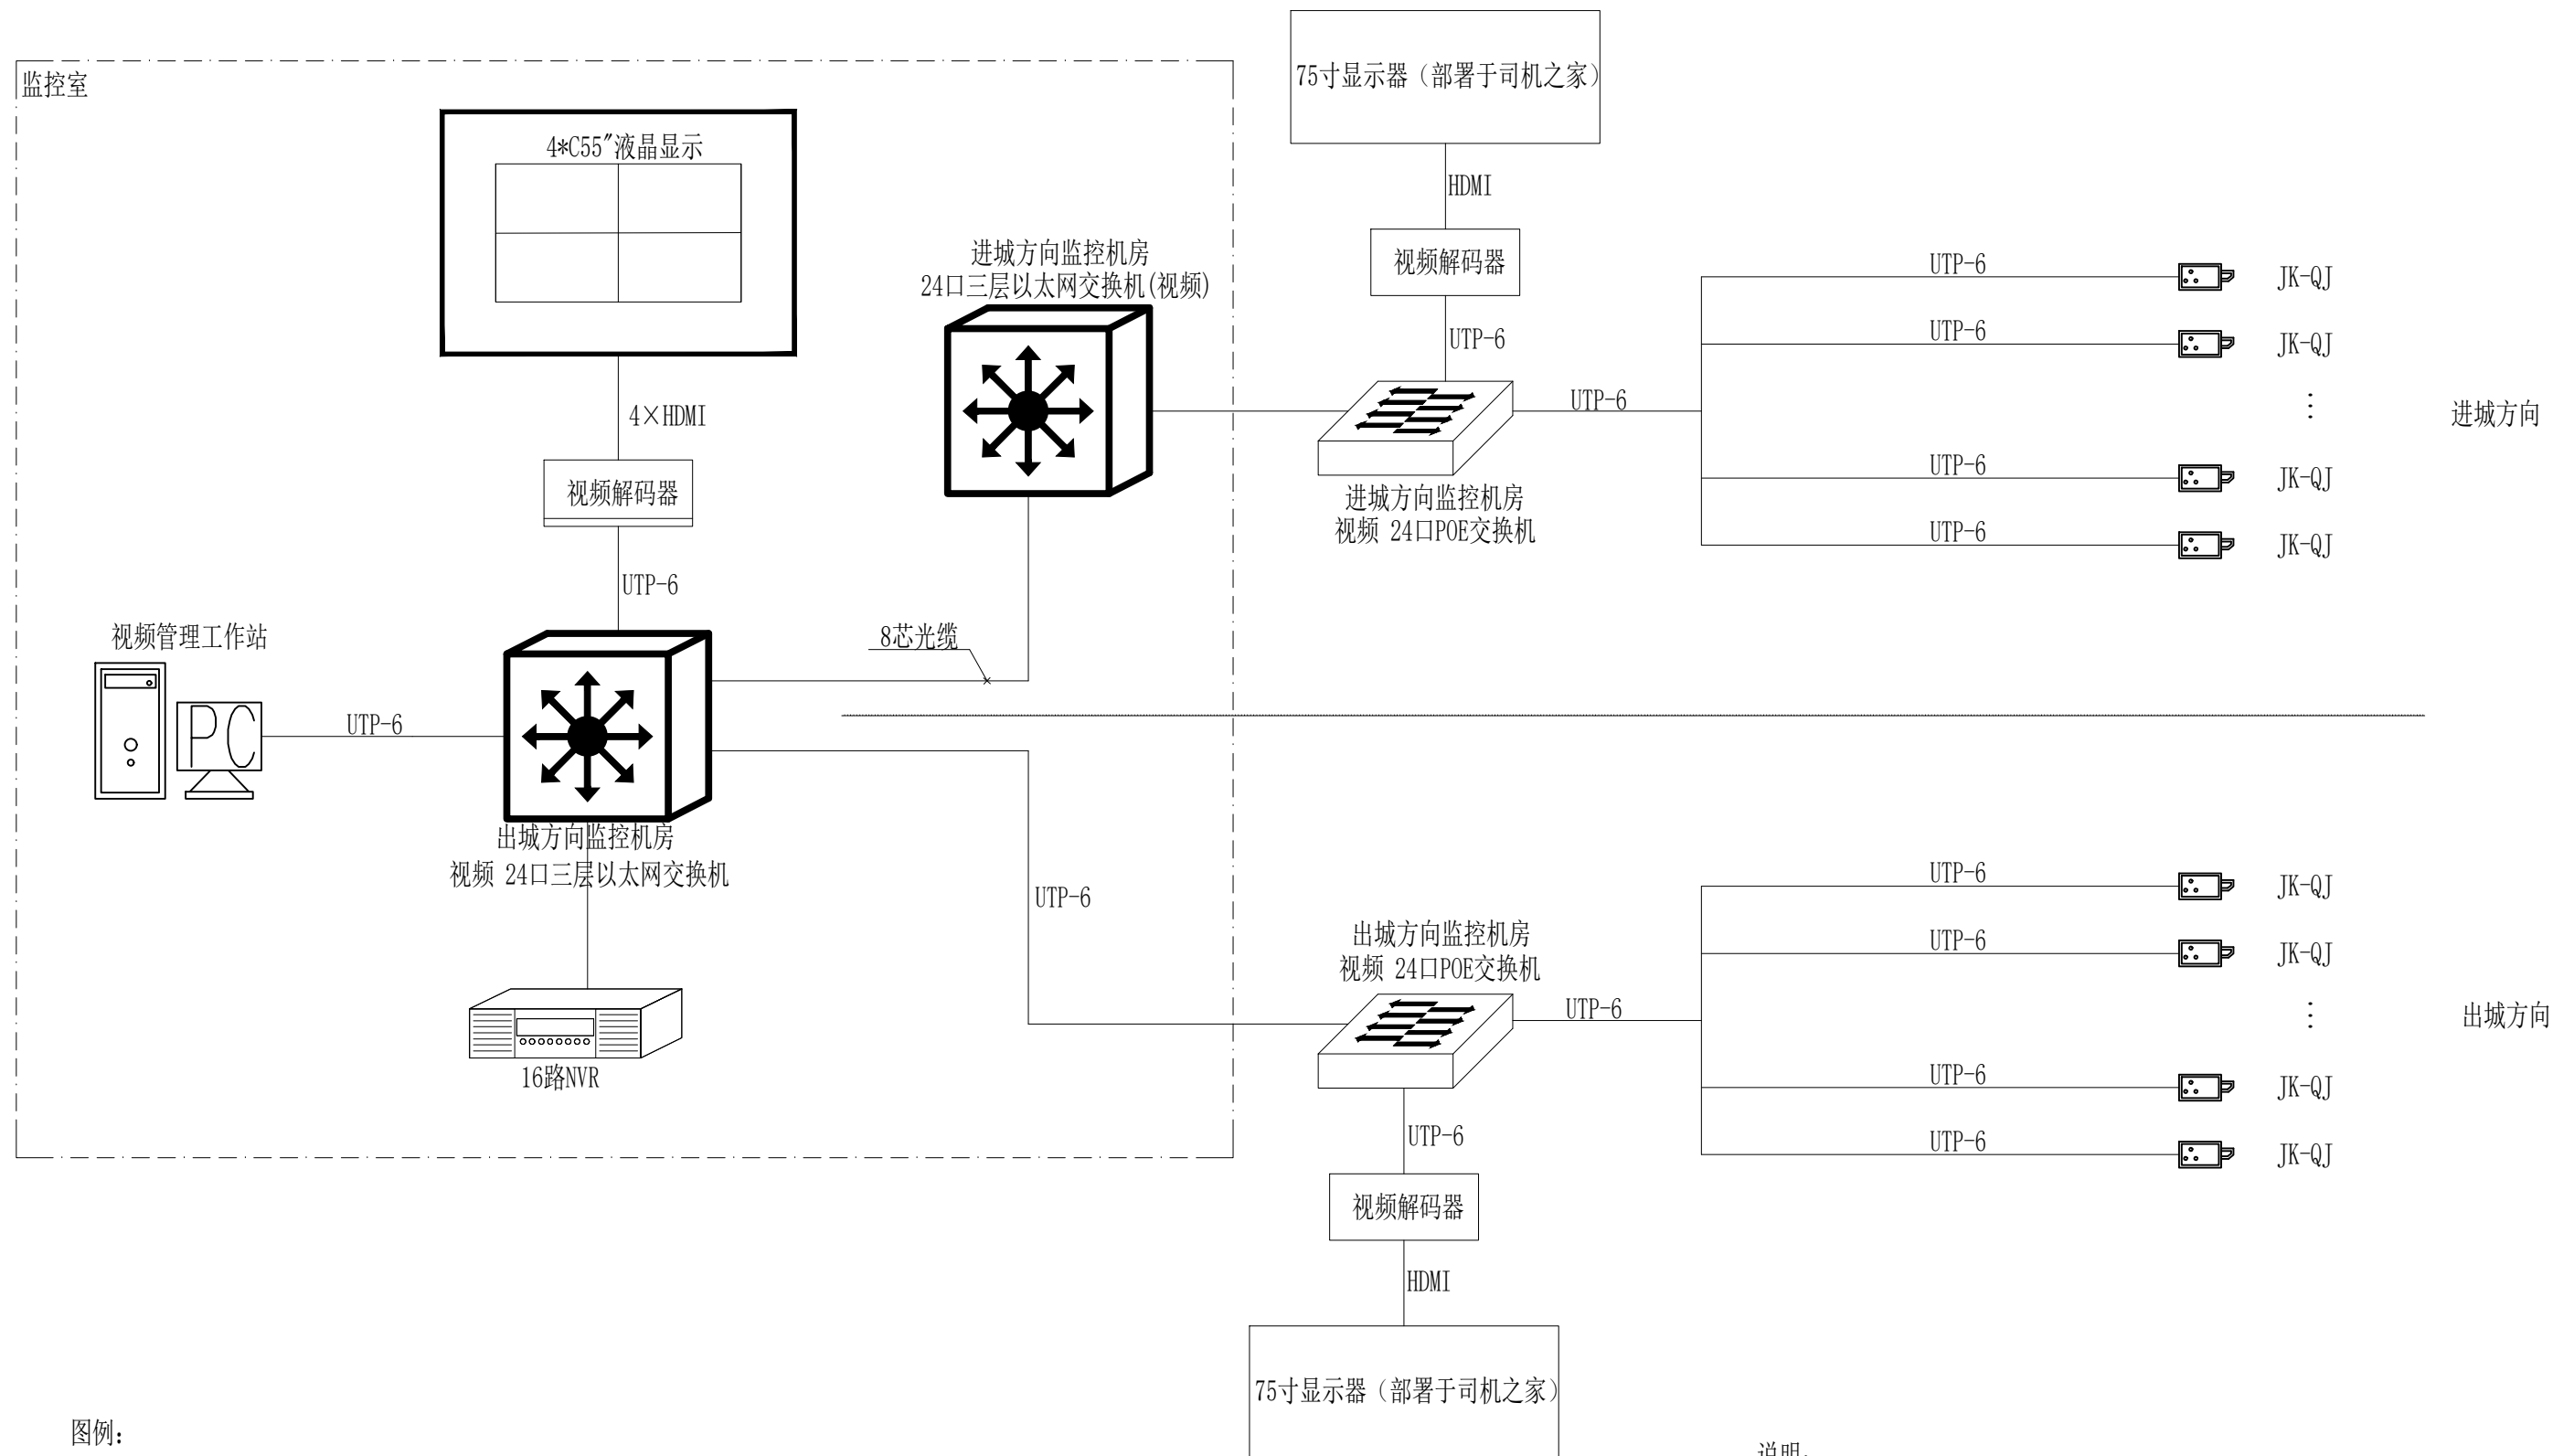 75寸显示器（部署于司机之家）
监控室
4*C55"液晶显示
HDMI
进城方向监控机房
24口三层以太网交换机(视频)
视频解码器
UTP-6
JK-QJ
UTP-6
JK-QJ
UTP-6
4×HDMI
UTP-6
进城方向
视频解码器
UTP-6
JK-QJ
进城方向监控机房
视频 24口POE交换机
UTP-6
JK-QJ
UTP-6
视频管理工作站
8芯光缆
PC
UTP-6
出城方向监控机房
视频 24口三层以太网交换机
UTP-6
UTP-6
JK-QJ
出城方向监控机房
视频 24口POE交换机
UTP-6
JK-QJ
UTP-6
出城方向
16路NVR
UTP-6
JK-QJ
UTP-6
UTP-6
JK-QJ
视频解码器
HDMI
75寸显示器（部署于司机之家）
图例:
说明: